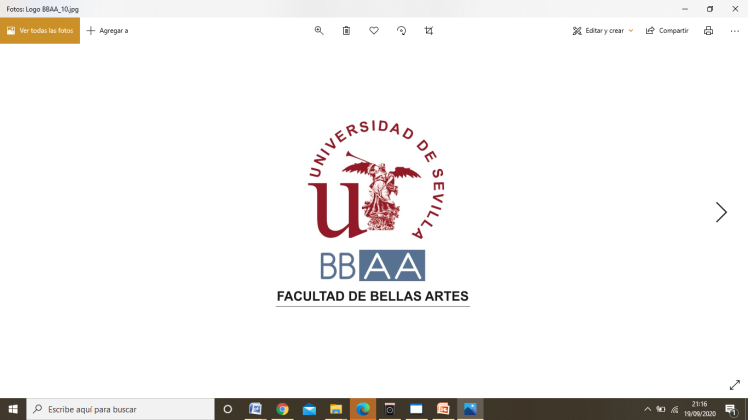 Fotos: Logo BBAA_10.jpg
Ver todas las fotos
Agregar a
Editar y crear
Compartir
UNIVERSIDAD DE SEVILLA
u
BBAA
FACULTAD DE BELLAS ARTES
Escribe aquí para buscar
21:16
19/09/2020